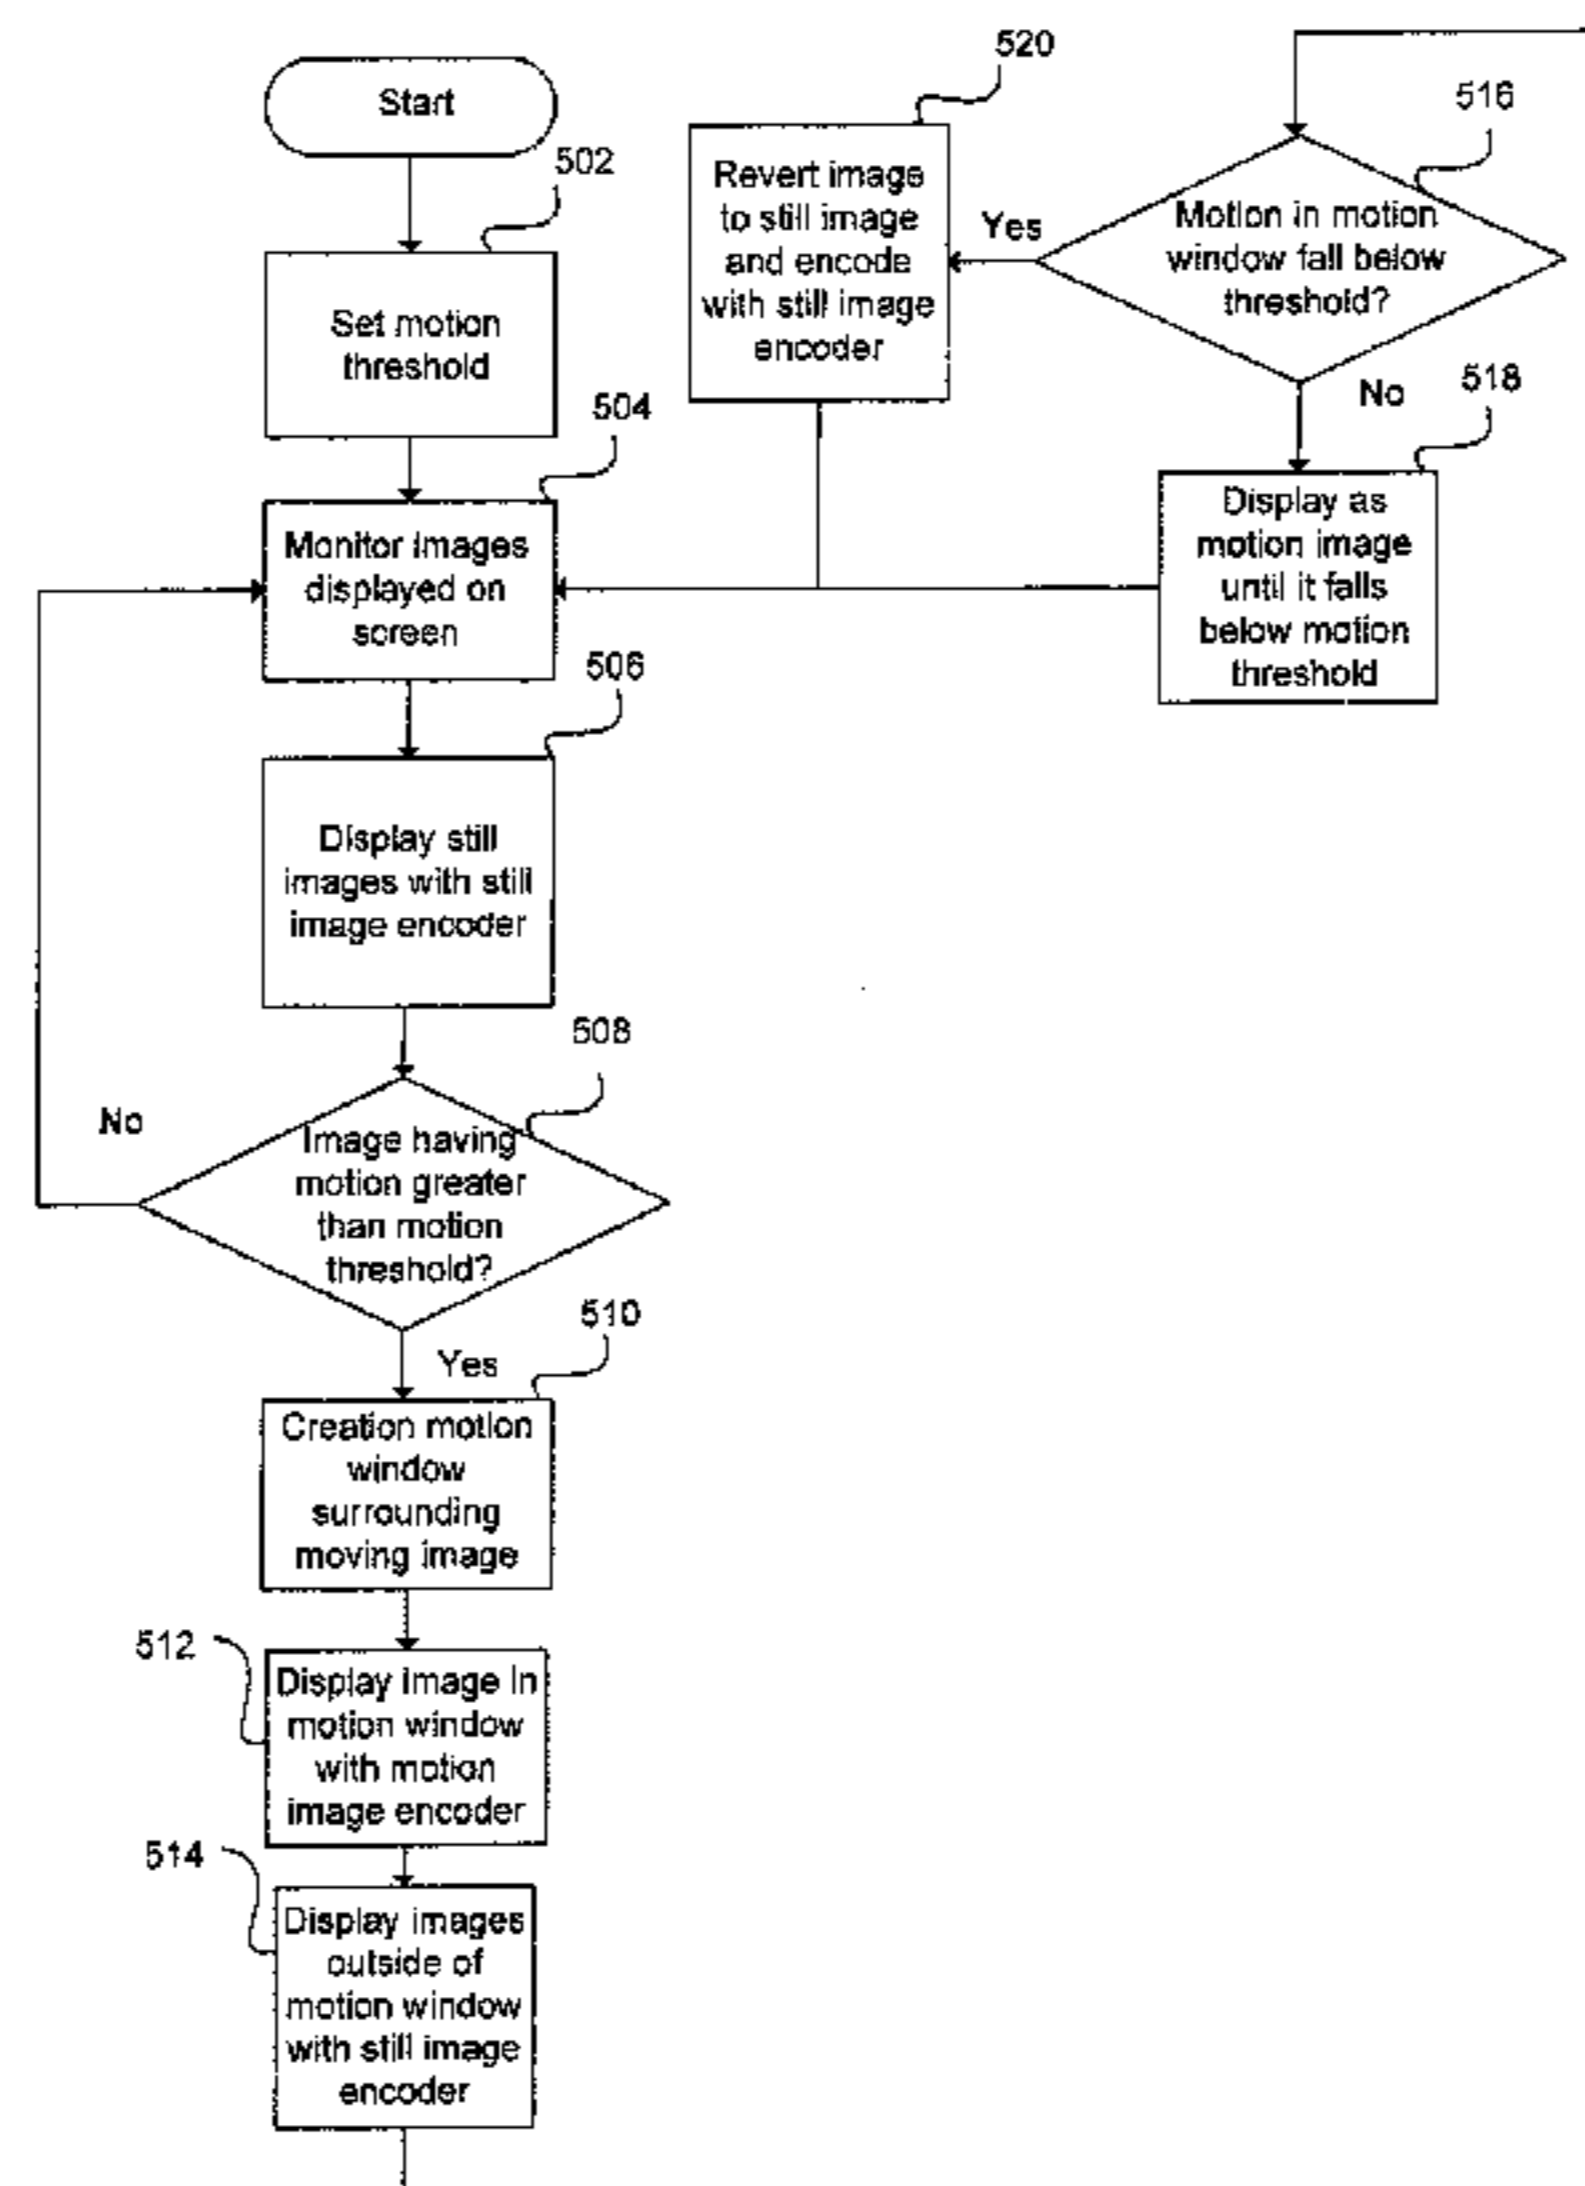 Start
502
Set motion
threshold
504
Monitor images
displayed on
screen
506
Display still
images with still
image encoder
508
Image having
motion greater
than motion
threshold?
No
Yes
510
Creation motion
window
surrounding
moving image
512
Display image in
motion window
with motion
image encoder
514
Display images
outside of
motion window
with still image
encoder
516
Motion in motion
window fall below
threshold?
Yes
No
518
Display as
motion image
until it falls
below motion
threshold
520
Revert image
to still image
and encode
with still image
encoder